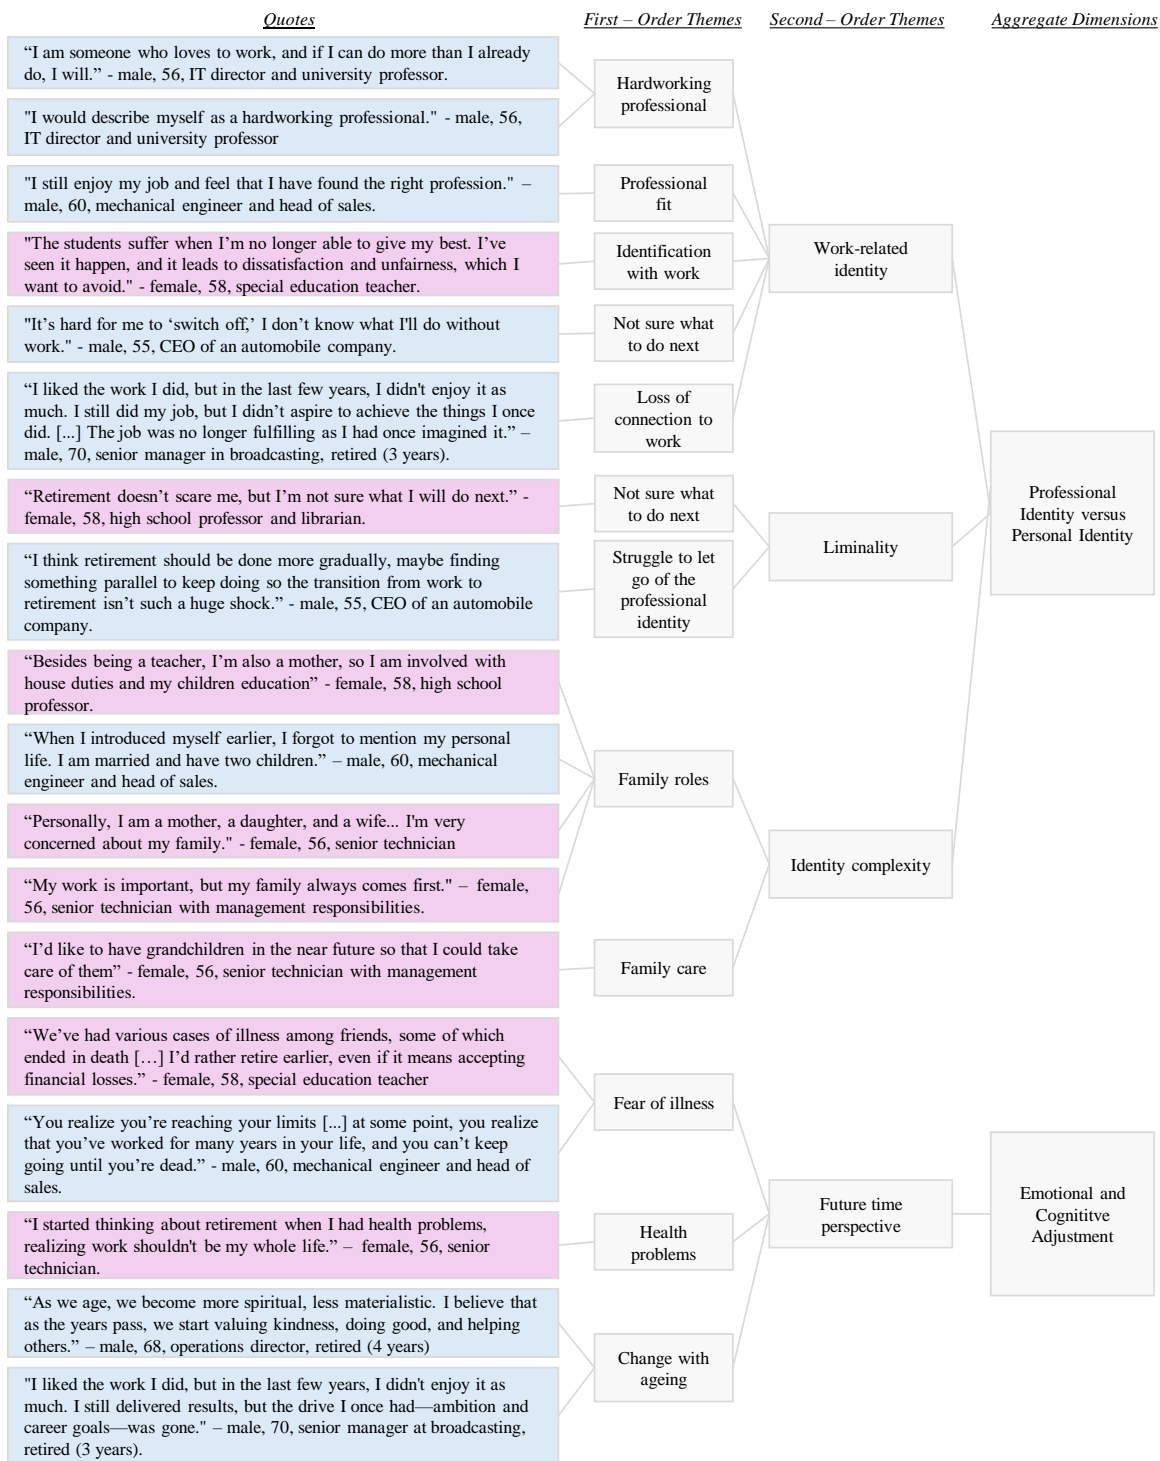 Quotes
First – Order Themes
Second – Order Themes
Aggregate Dimensions
“I am someone who loves to work, and if I can do more than I already
do, I will.” - male, 56, IT director and university professor.
"I would describe myself as a hardworking professional." - male, 56,
IT director and university professor
Hardworking
professional
"I still enjoy my job and feel that I have found the right profession." –
male, 60, mechanical engineer and head of sales.
Professional
fit
"The students suffer when I’m no longer able to give my best. I’ve
seen it happen, and it leads to dissatisfaction and unfairness, which I
want to avoid." - female, 58, special education teacher.
Identification
with work
"It’s hard for me to ‘switch off,’ I don’t know what I'll do without
work." - male, 55, CEO of an automobile company.
Not sure what
to do next
“I liked the work I did, but in the last few years, I didn't enjoy it as
much. I still did my job, but I didn’t aspire to achieve the things I once
did. [...] The job was no longer fulfilling as I had once imagined it.” –
male, 70, senior manager in broadcasting, retired (3 years).
Loss of
connection to
work
Work-related
identity
“Retirement doesn’t scare me, but I’m not sure what I will do next.” -
female, 58, high school professor and librarian.
Not sure what
to do next
“I think retirement should be done more gradually, maybe finding
something parallel to keep doing so the transition from work to
retirement isn’t such a huge shock.” - male, 55, CEO of an automobile
company.
Struggle to let
go of the
professional
identity
Liminality
“Besides being a teacher, I’m also a mother, so I am involved with
house duties and my children education” - female, 58, high school
professor.
“When I introduced myself earlier, I forgot to mention my personal
life. I am married and have two children.” – male, 60, mechanical
engineer and head of sales.
“Personally, I am a mother, a daughter, and a wife... I'm very
concerned about my family." - female, 56, senior technician
“My work is important, but my family always comes first." – female,
56, senior technician with management responsibilities.
Family roles
“I’d like to have grandchildren in the near future so that I could take
care of them” - female, 56, senior technician with management
responsibilities.
Family care
Identity complexity
Professional
Identity versus
Personal Identity
“We’ve had various cases of illness among friends, some of which
ended in death […] I’d rather retire earlier, even if it means accepting
financial losses.” - female, 58, special education teacher
“You realize you’re reaching your limits [...] at some point, you realize
that you’ve worked for many years in your life, and you can’t keep
going until you’re dead.” - male, 60, mechanical engineer and head of
sales.
Fear of illness
“I started thinking about retirement when I had health problems,
realizing work shouldn't be my whole life.” – female, 56, senior
technician.
Health
problems
“As we age, we become more spiritual, less materialistic. I believe that
as the years pass, we start valuing kindness, doing good, and helping
others.” – male, 68, operations director, retired (4 years)
"I liked the work I did, but in the last few years, I didn't enjoy it as
much. I still delivered results, but the drive I once had—ambition and
career goals—was gone." – male, 70, senior manager at broadcasting,
retired (3 years).
Change with
ageing
Future time
perspective
Emotional and
Cognititve
Adjustment